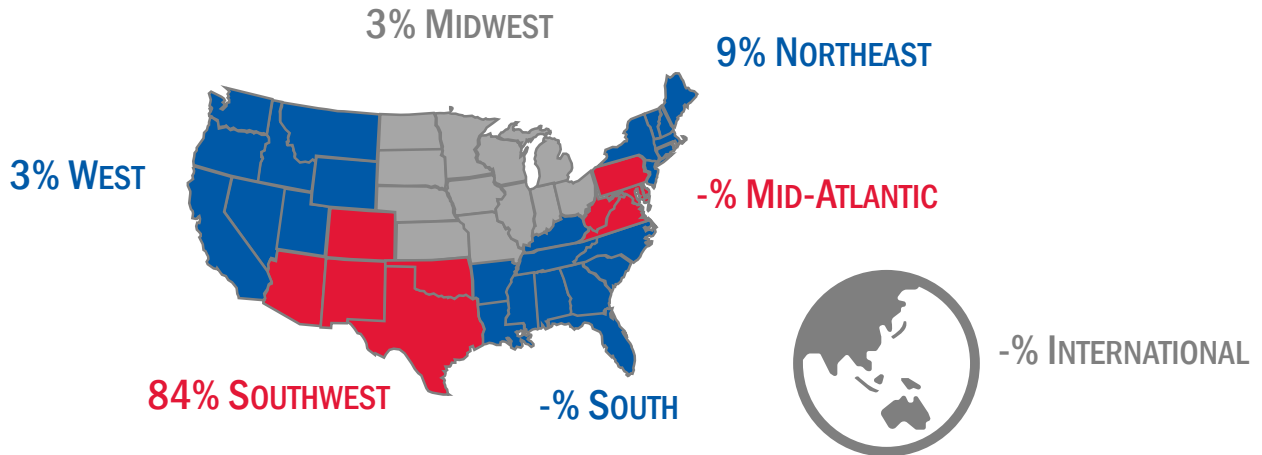 3% MIDWEST
9% NORTHEAST
3% WEST
-% MID-ATLANTIC
-% INTERNATIONAL
84% SOUTHWEST
-% SOUTH